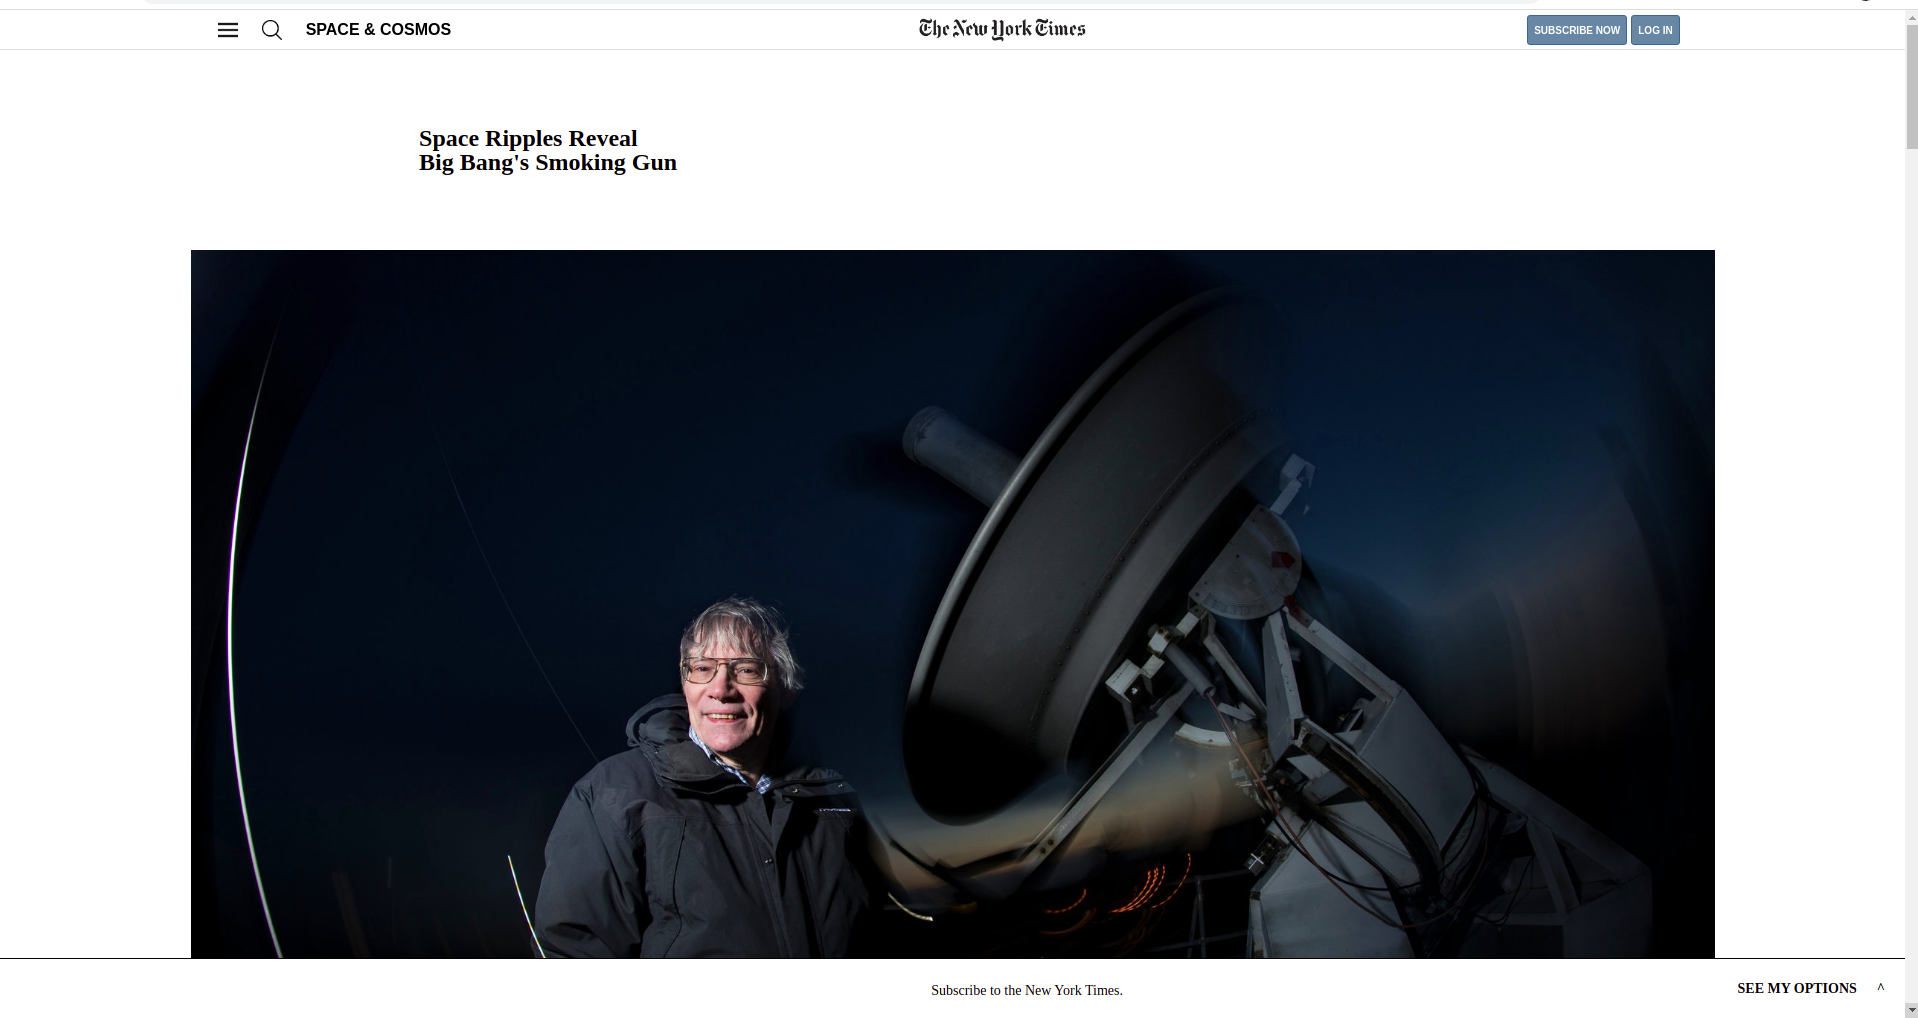 SPACE & COSMOS
The New York Times
SUBSCRIBE NOW
LOG IN
Space Ripples Reveal
Big Bang's Smoking Gun
Subscribe to the New York Times.
SEE MY OPTIONS ^